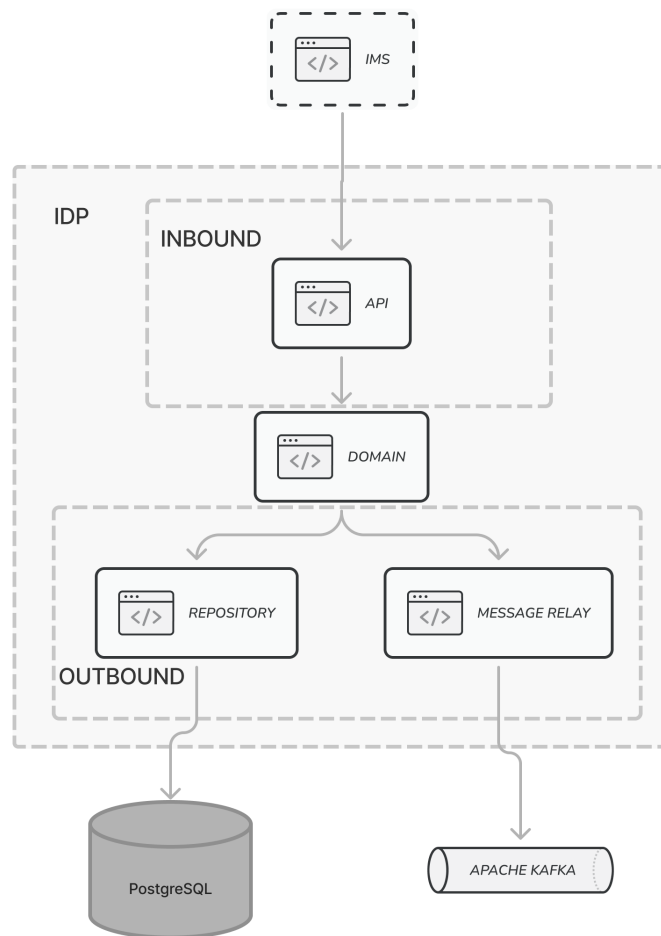 IMS
IDP
INBOUND
API
DOMAIN
REPOSITORY
MESSAGE RELAY
OUTBOUND
PostgreSQL
APACHE KAFKA